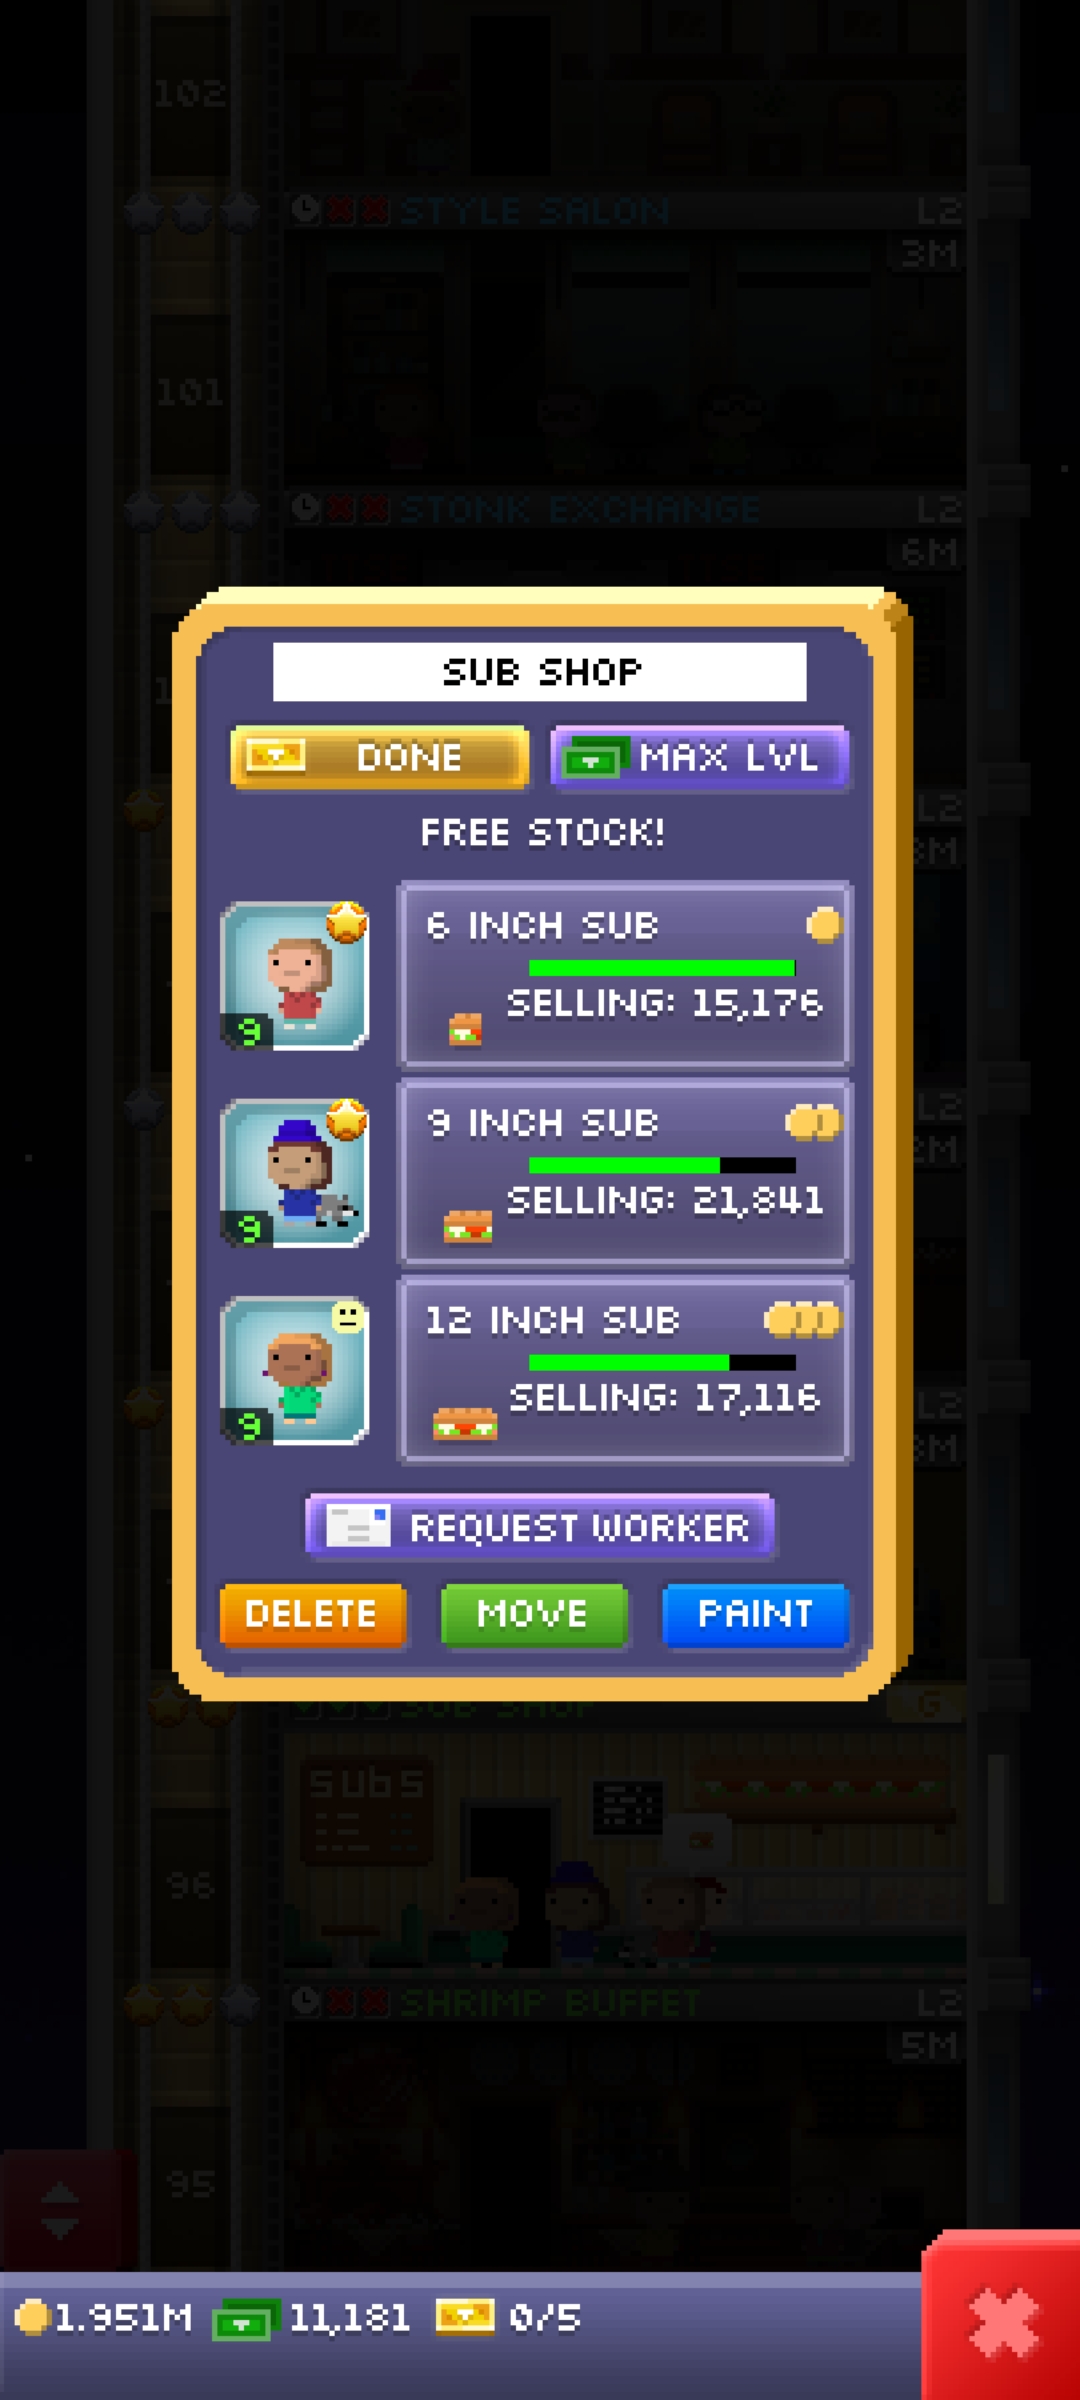 102
STYLE SALON L2
3M
101
STONK EXCHANGE L2
6M
SUB SHOP
DONE MAX LVL
FREE STOCK!
6 INCH SUB
SELLING: 15,176
9
9 INCH SUB
SELLING: 21,841
9
12 INCH SUB
SELLING: 17,116
9
REQUEST WORKER
DELETE MOVE PAINT
SUB SHOP G
SUBS
96
SHRIMP BUFFET L2
5M
95
1.951M 11,181 0/5